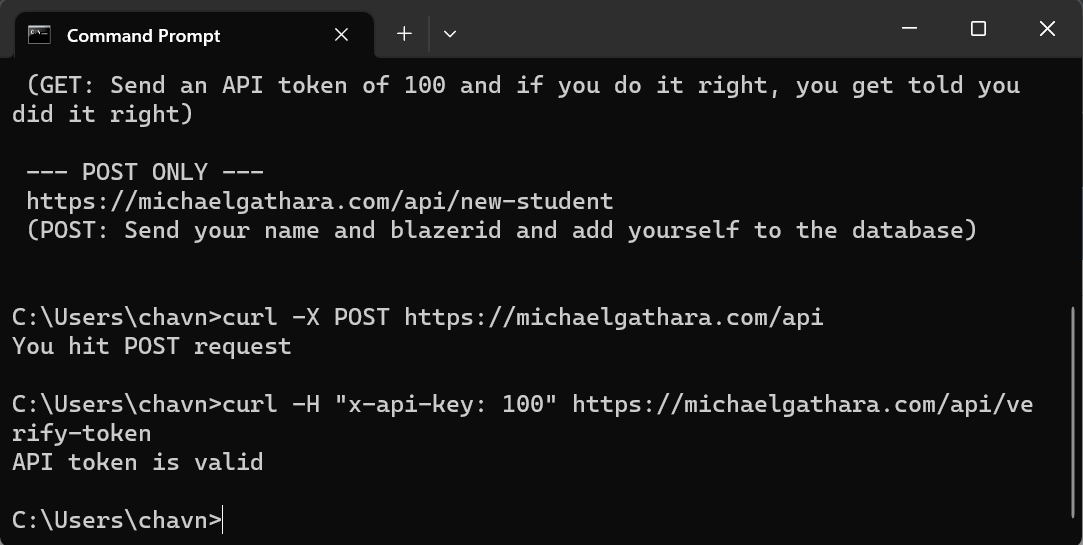 Command Prompt
(GET: Send an API token of 100 and if you do it right, you get told you
did it right)
--- POST ONLY ---
https://michaelgathara.com/api/new-student
(POST: Send your name and blazerid and add yourself to the database)
C:\Users\chavn>curl -X POST https://michaelgathara.com/api
You hit POST request
C:\Users\chavn>curl -H "x-api-key: 100" https://michaelgathara.com/api/ve
rify-token
API token is valid
C:\Users\chavn>